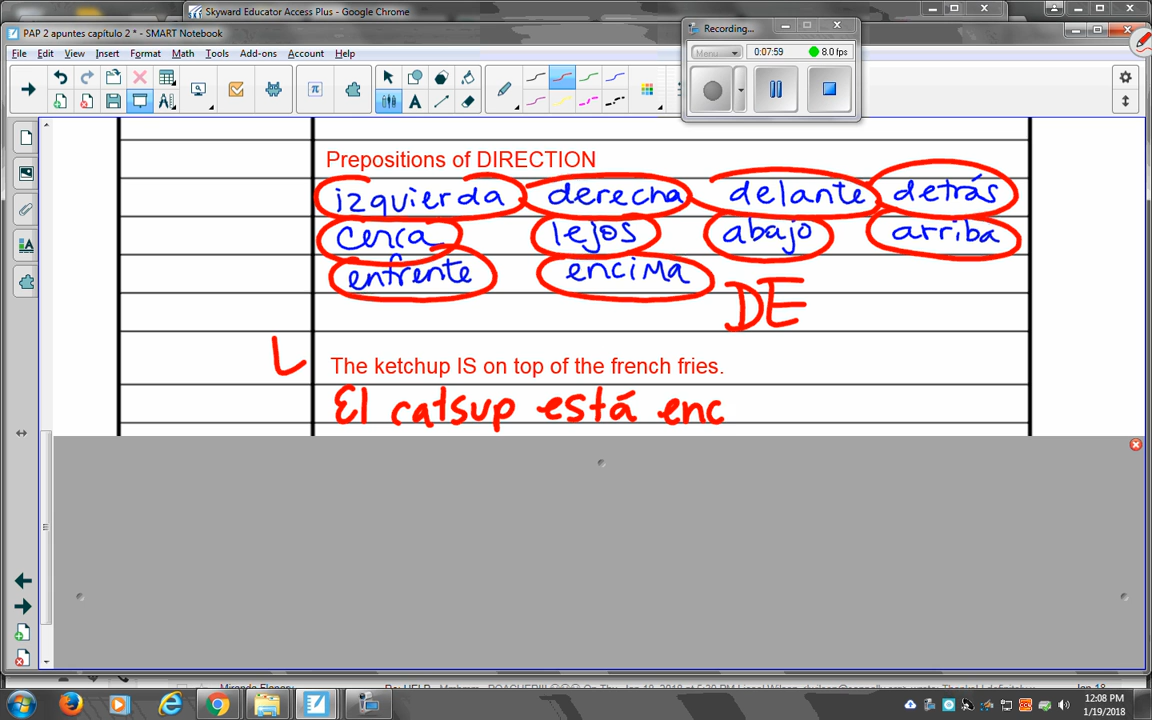 Skyward Educator Access Plus - Google Chrome
PAP 2 apuntes capítulo 2 * - SMART Notebook
Recording...
File Edit View Insert Format Math Tools Add-ons Account Help
Menu 0:07:59 8.0 fps
Prepositions of DIRECTION
izquierda derecha delante detrás
cerca lejos abajo arriba
enfrente encima
DE
L The ketchup IS on top of the french fries.
El catsup está enc
12:08 PM
1/19/2018